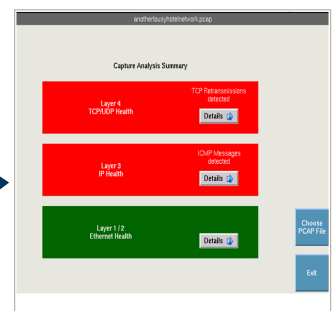 anotherlousyhotelnetwork.pcap
Capture Analysis Summary
Layer 4
TCP/UDP Health
TCP Retransmissions
detected
Details
Layer 3
IP Health
ICMP Messages
detected
Details
Layer 1 / 2
Ethernet Health
Details
Choose
PCAP File
Exit